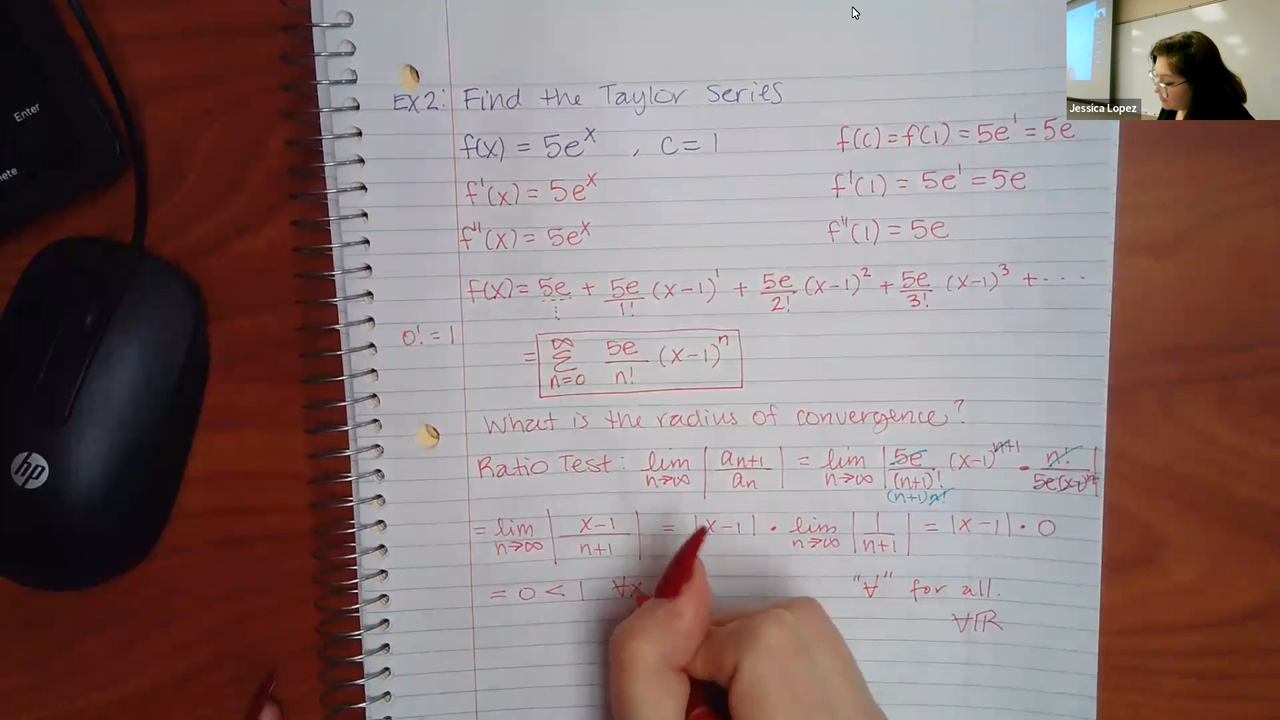 Enter
lete
hp
Jessica Lopez
EX2: Find the Taylor Series
f(x) = 5e^x , c = 1
f(c) = f(1) = 5e^1 = 5e
f'(x) = 5e^x
f'(1) = 5e^1 = 5e
f''(x) = 5e^x
f''(1) = 5e
f(x) = 5e + 5e/1! (x-1)^1 + 5e/2! (x-1)^2 + 5e/3! (x-1)^3 + ...
0! = 1
= ∑_{n=0}^{∞} 5e/n! (x-1)^n
What is the radius of convergence?
Ratio Test: lim_{n→∞} | a_{n+1}/a_n | = lim_{n→∞} | 5e/(n+1)! (x-1)^{n+1} · n!/5e(x-1)^n |
(n+1)n!
= lim_{n→∞} | x-1/n+1 | = |x-1| · lim_{n→∞} | 1/n+1 | = |x-1| · 0
= 0 < 1 ∀x
"∀" for all.
∀ℝ